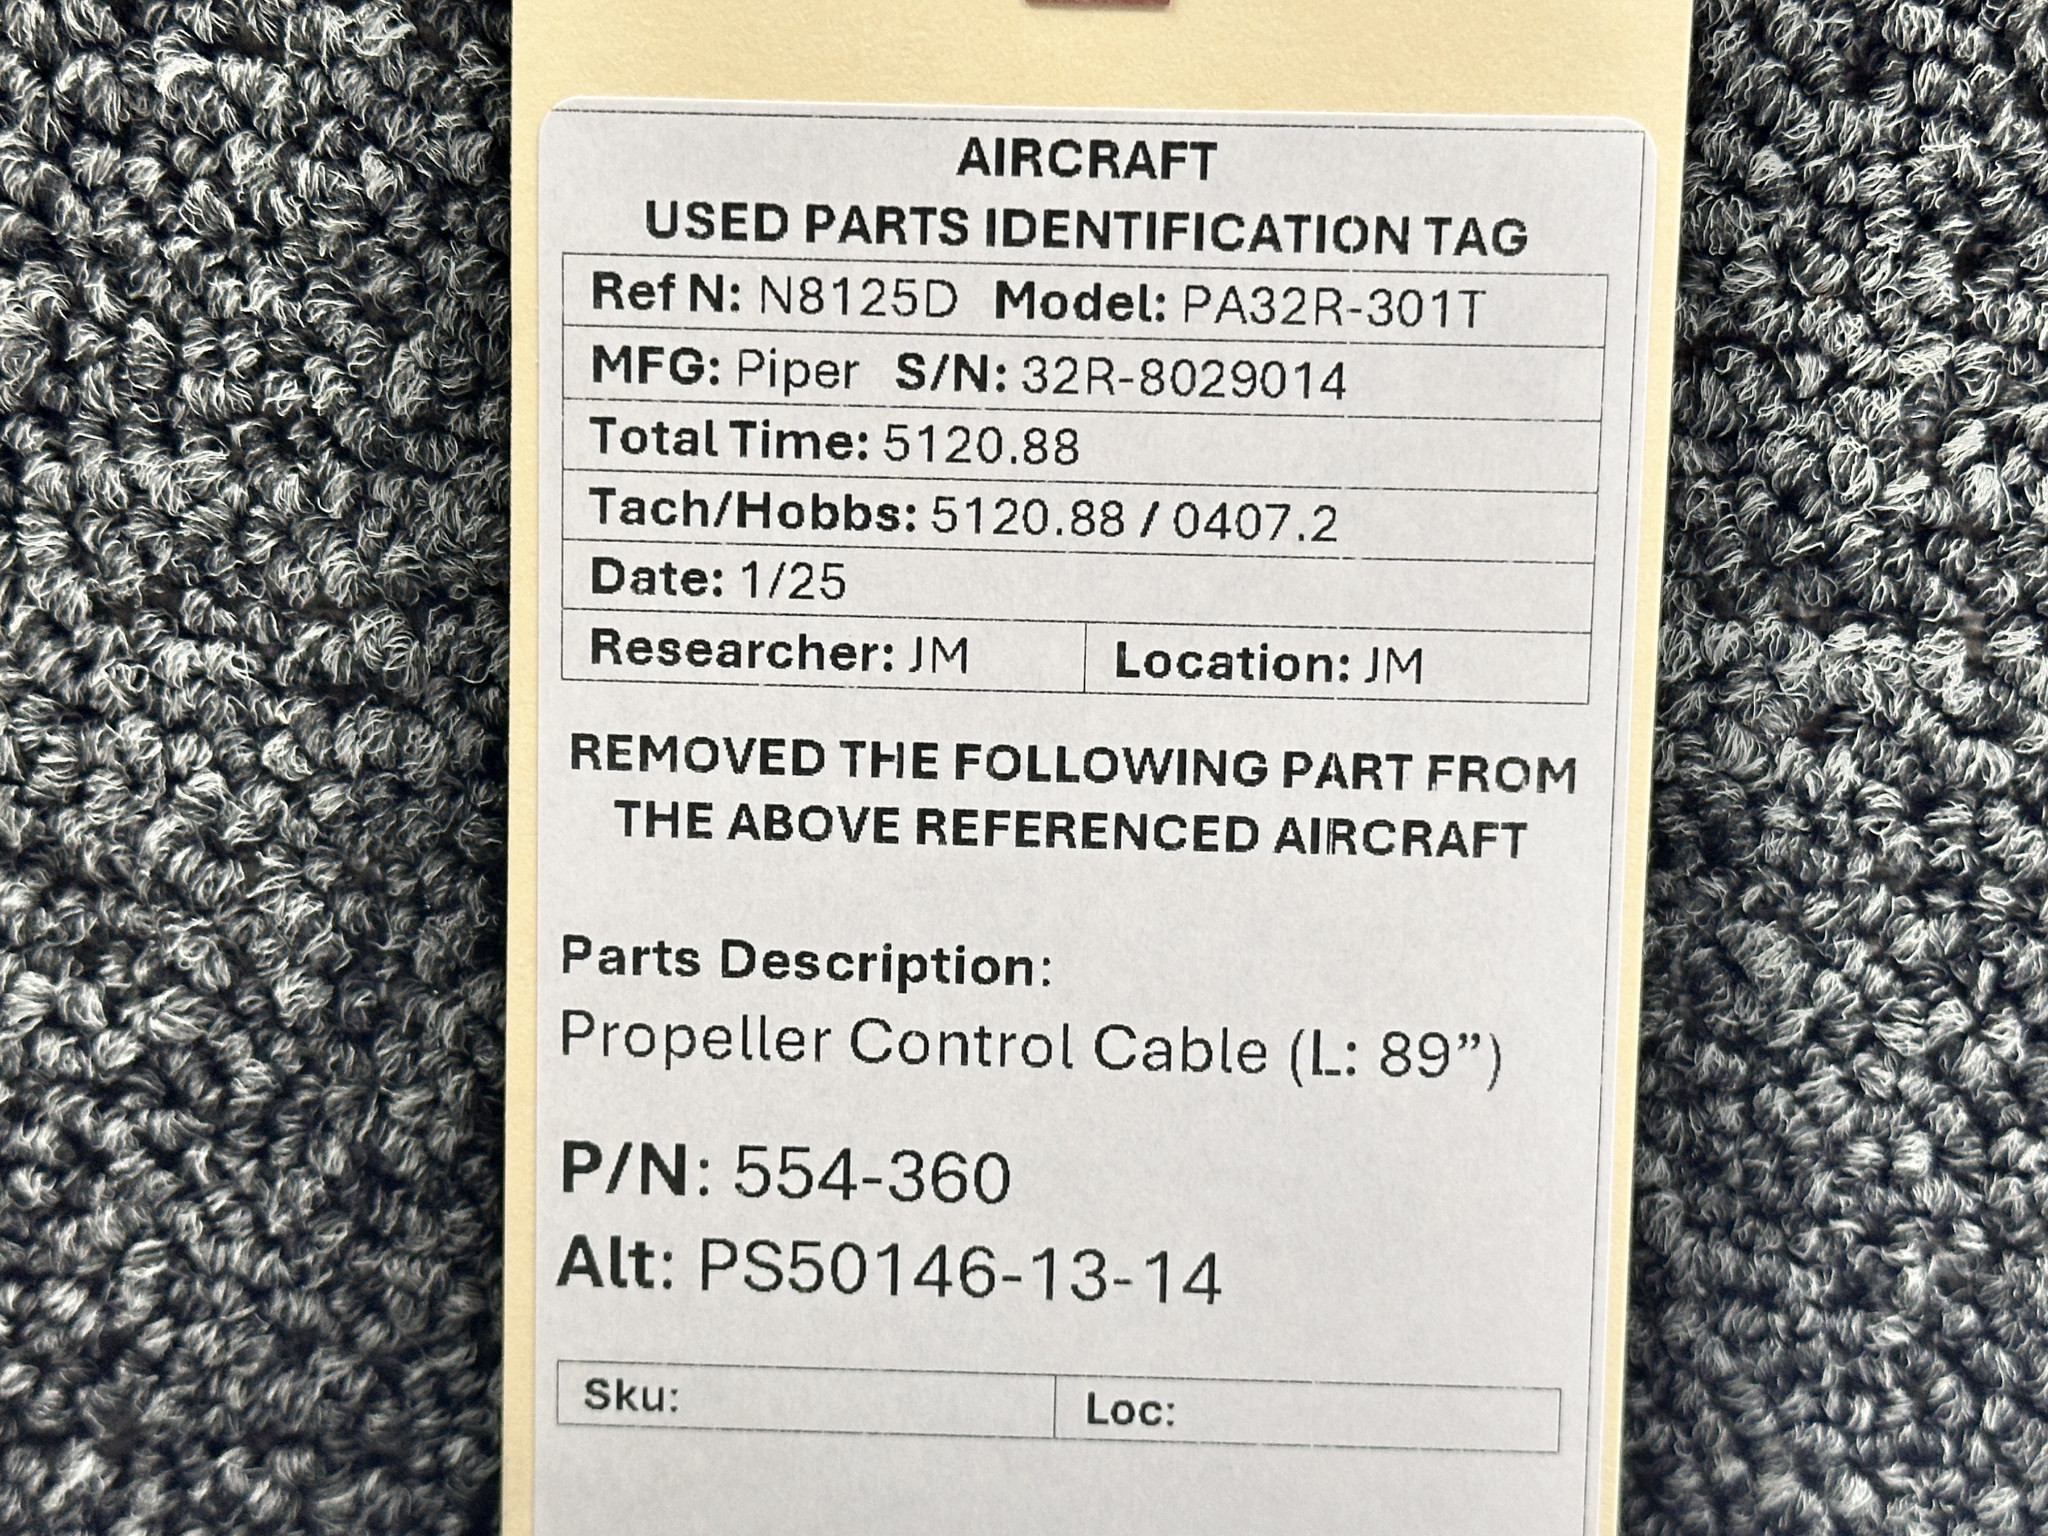 AIRCRAFT
USED PARTS IDENTIFICATION TAG
Ref N: N8125D Model: PA32R-301T
MFG: Piper S/N: 32R-8029014
Total Time: 5120.88
Tach/Hobbs: 5120.88 / 0407.2
Date: 1/25
Researcher: JM Location: JM
REMOVED THE FOLLOWING PART FROM
THE ABOVE REFERENCED AIRCRAFT
Parts Description:
Propeller Control Cable (L: 89”)
P/N: 554-360
Alt: PS50146-13-14
Sku: Loc: